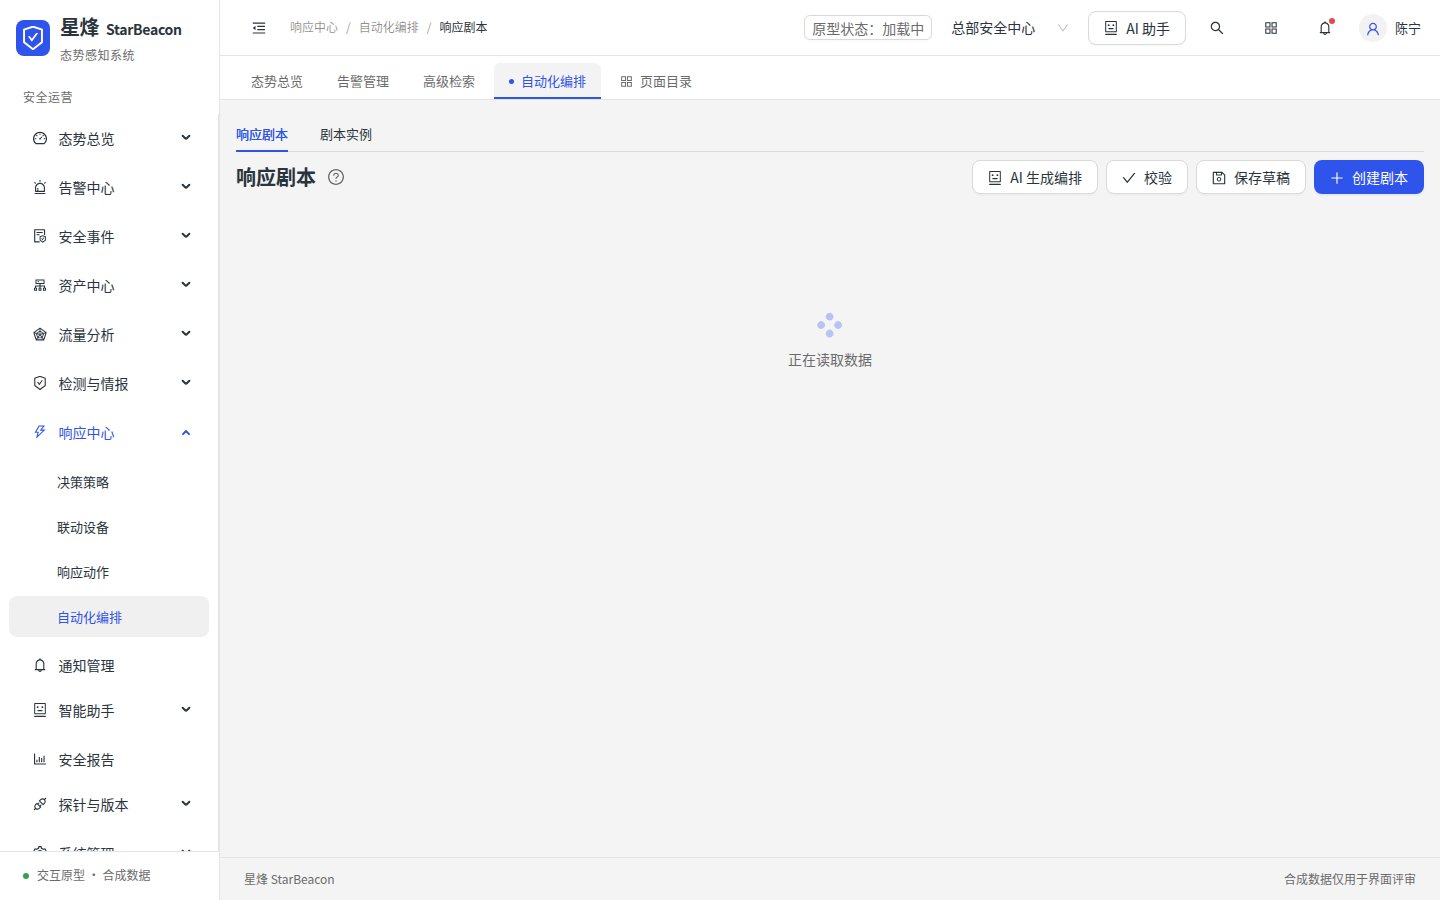 星烽 StarBeacon
态势感知系统
安全运营
态势总览
告警中心
安全事件
资产中心
流量分析
检测与情报
响应中心
决策策略
联动设备
响应动作
自动化编排
通知管理
智能助手
安全报告
探针与版本
系统管理
交互原型 · 合成数据
响应中心 / 自动化编排 / 响应剧本
原型状态：加载中
总部安全中心
AI 助手
陈宁
态势总览
告警管理
高级检索
自动化编排
页面目录
响应剧本
剧本实例
响应剧本
AI 生成编排
校验
保存草稿
创建剧本
正在读取数据
星烽 StarBeacon
合成数据仅用于界面评审